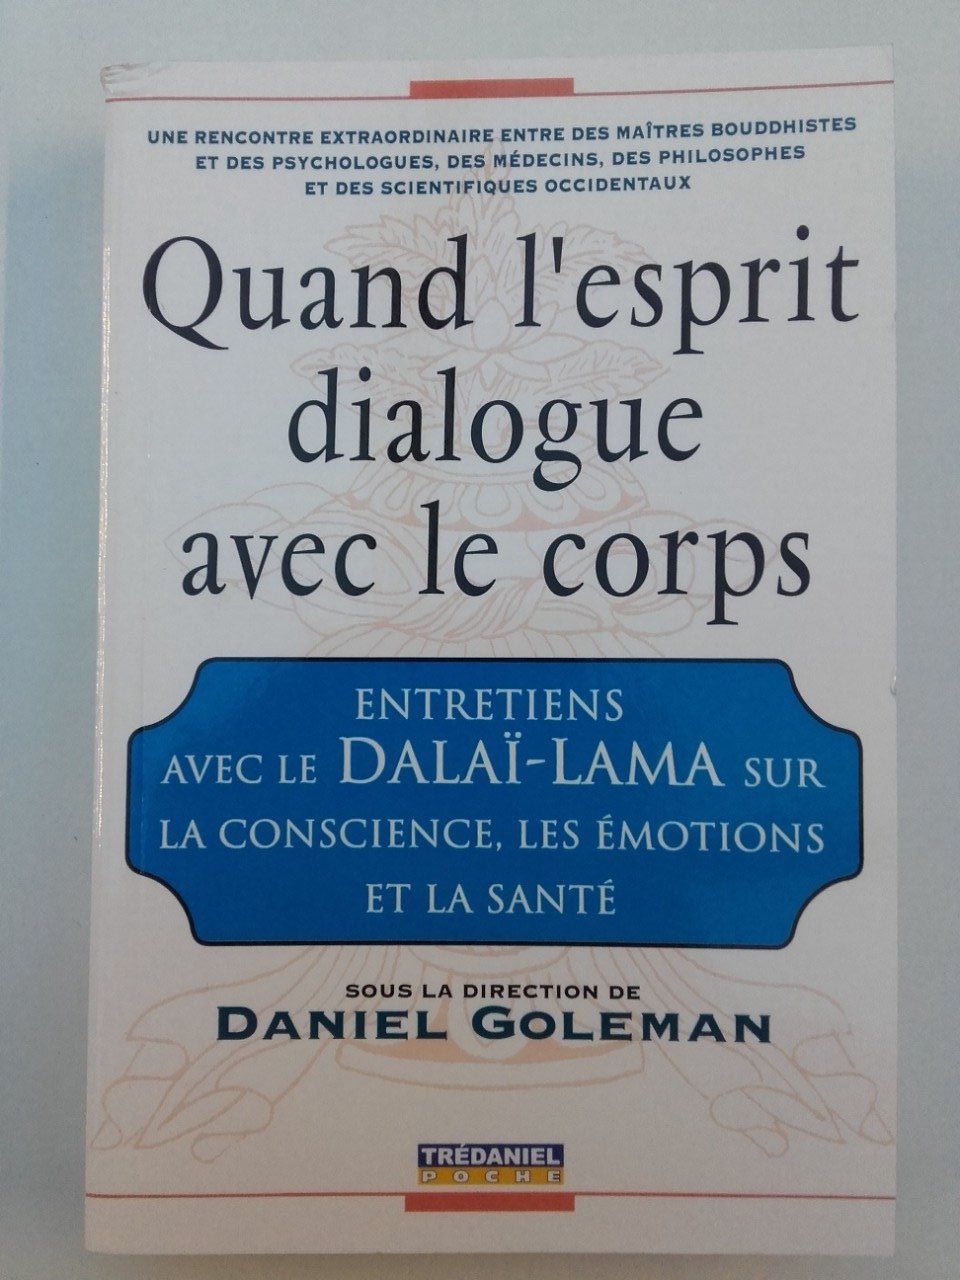 UNE RENCONTRE EXTRAORDINAIRE ENTRE DES MAÎTRES BOUDDHISTES
ET DES PSYCHOLOGUES, DES MÉDECINS, DES PHILOSOPHES
ET DES SCIENTIFIQUES OCCIDENTAUX
Quand l'esprit
dialogue
avec le corps
ENTRETIENS
AVEC LE DALAÏ-LAMA SUR
LA CONSCIENCE, LES ÉMOTIONS
ET LA SANTÉ
SOUS LA DIRECTION DE
DANIEL GOLEMAN
TRÉDANIEL
POCHE